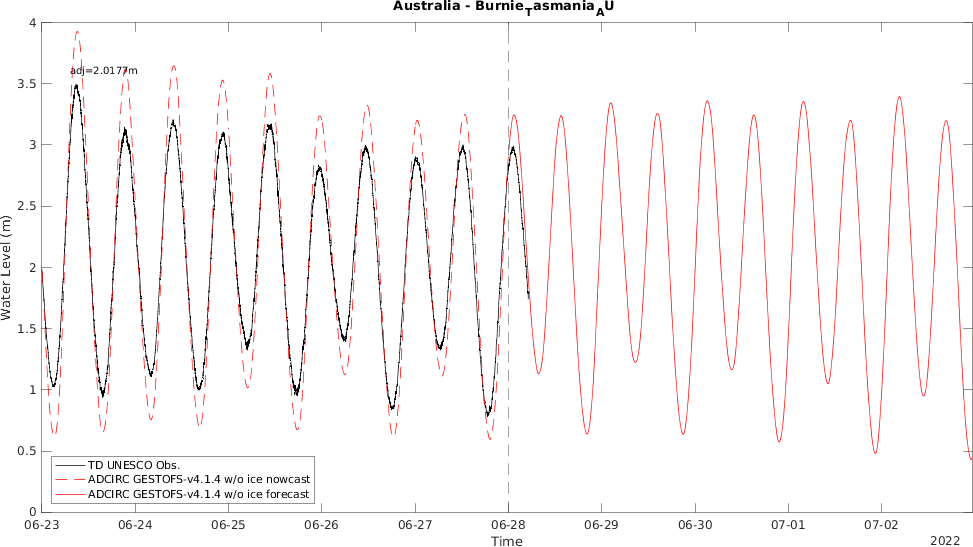 Australia - BurnieTasmaniaAU
4
adj=2.0177m
3.5
3
2.5
2
1.5
1
0.5
0
Water Level (m)
TD UNESCO Obs.
ADCIRC GESTOFS-v4.1.4 w/o ice nowcast
ADCIRC GESTOFS-v4.1.4 w/o ice forecast
06-23 06-24 06-25 06-26 06-27 06-28 06-29 06-30 07-01 07-02
Time
2022